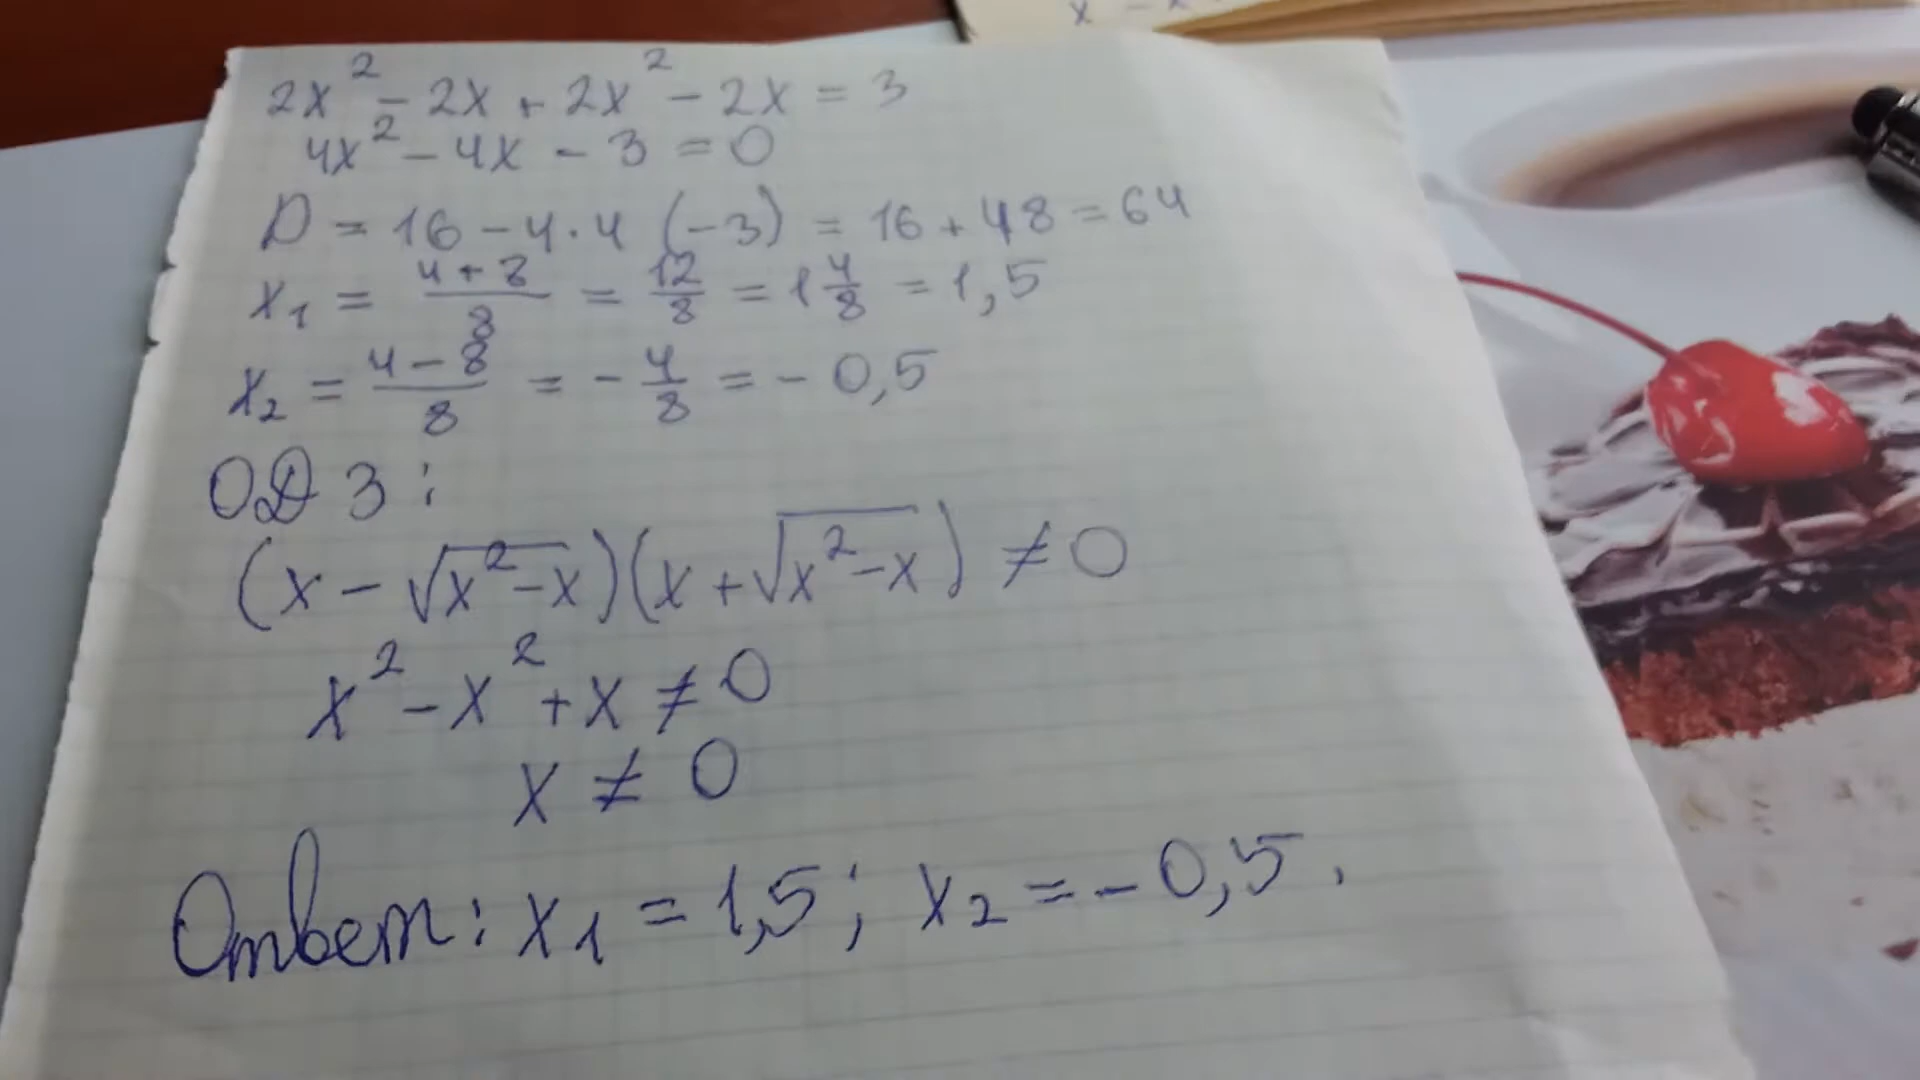 x - x
2x² - 2x + 2x² - 2x = 3
4x² - 4x - 3 = 0
D = 16 - 4 · 4 (-3) = 16 + 48 = 64
x₁ = (4 + 8)/8 = 12/8 = 1 4/8 = 1,5
x₂ = (4 - 8)/8 = - 4/8 = - 0,5
ОДЗ:
(x - √(x² - x))(x + √(x² - x)) ≠ 0
x² - x² + x ≠ 0
x ≠ 0
Ответ: x₁ = 1,5; x₂ = - 0,5.